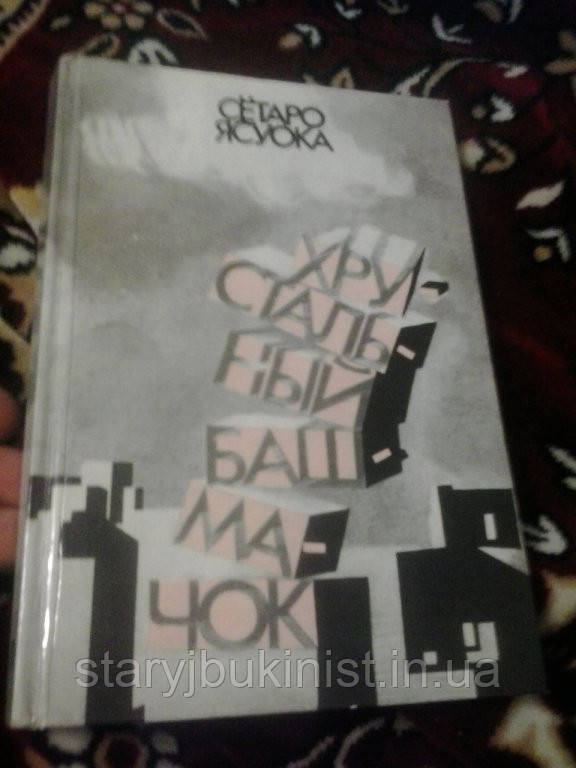 СЁТАРО
ЯСУОКА
ХРУ-
СТАЛЬ-
НЫЙ
БАШ-
МА-
ЧОК
staryjbukinist.in.ua